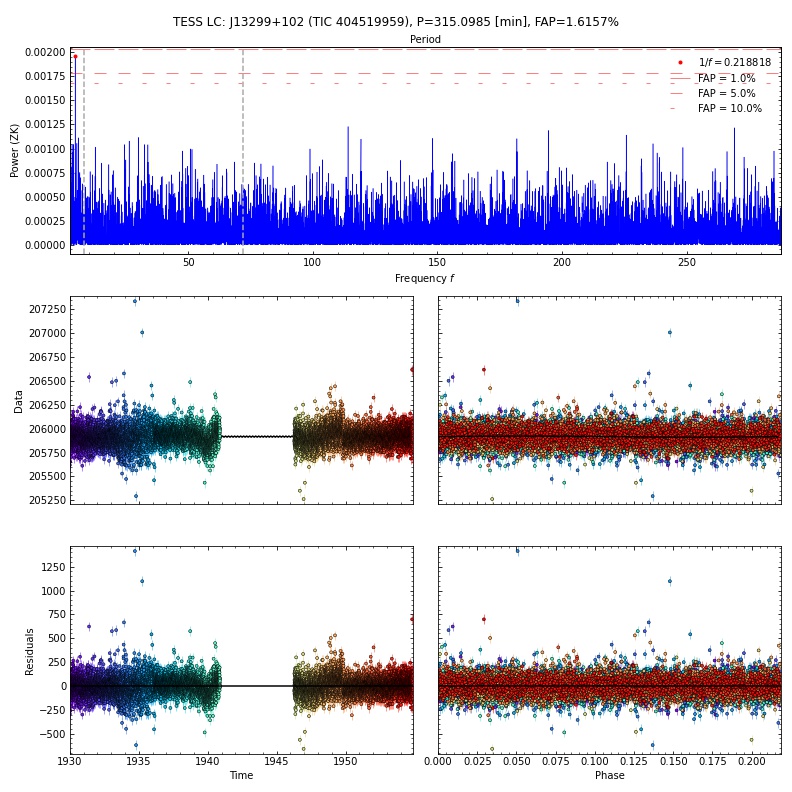 TESS LC: J13299+102 (TIC 404519959), P=315.0985 [min], FAP=1.6157%
Period
Power (ZK)
0.00200
0.00175
0.00150
0.00125
0.00100
0.00075
0.00050
0.00025
0.00000
1/f = 0.218818
FAP = 1.0%
FAP = 5.0%
FAP = 10.0%
50 100 150 200 250
Frequency f
Data
207250
207000
206750
206500
206250
206000
205750
205500
205250
Residuals
1250
1000
750
500
250
0
−250
−500
1930 1935 1940 1945 1950
Time
0.000 0.025 0.050 0.075 0.100 0.125 0.150 0.175 0.200
Phase